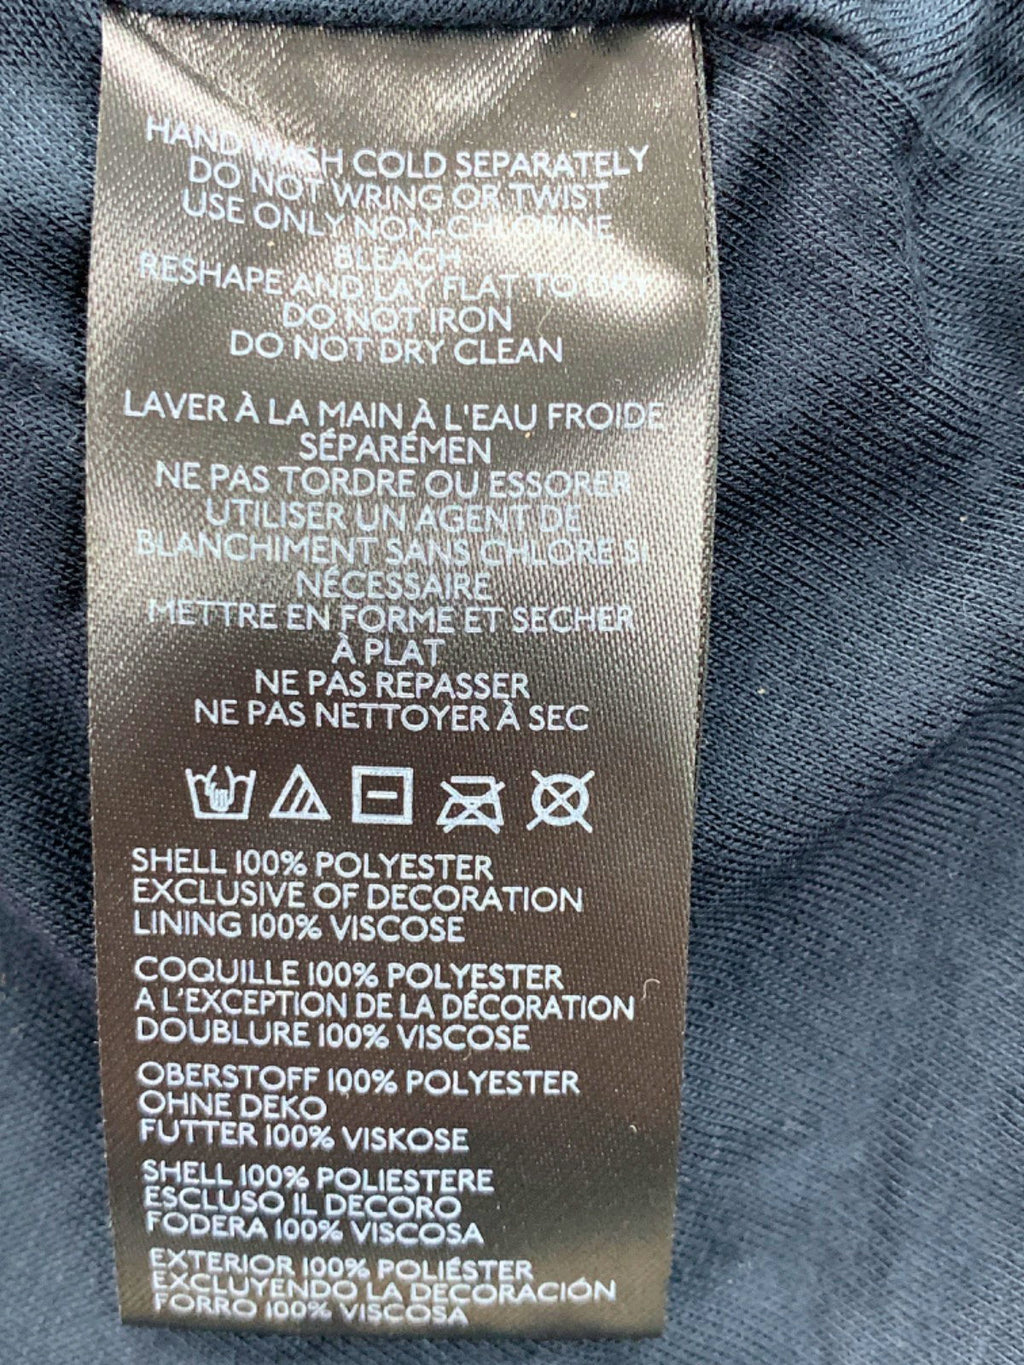 HAND WASH COLD SEPARATELY
DO NOT WRING OR TWIST
USE ONLY NON-CHLORINE
BLEACH
RESHAPE AND LAY FLAT TO DRY
DO NOT IRON
DO NOT DRY CLEAN
LAVER À LA MAIN À L'EAU FROIDE
SÉPARÉMEN
NE PAS TORDRE OU ESSORER
UTILISER UN AGENT DE
BLANCHIMENT SANS CHLORE SI
NÉCESSAIRE
METTRE EN FORME ET SECHER
À PLAT
NE PAS REPASSER
NE PAS NETTOYER À SEC
SHELL 100% POLYESTER
EXCLUSIVE OF DECORATION
LINING 100% VISCOSE
COQUILLE 100% POLYESTER
A L'EXCEPTION DE LA DÉCORATION
DOUBLURE 100% VISCOSE
OBERSTOFF 100% POLYESTER
OHNE DEKO
FUTTER 100% VISKOSE
SHELL 100% POLIESTERE
ESCLUSO IL DECORO
FODERA 100% VISCOSA
EXTERIOR 100% POLIÉSTER
EXCLUYENDO LA DECORACIÓN
FORRO 100% VISCOSA